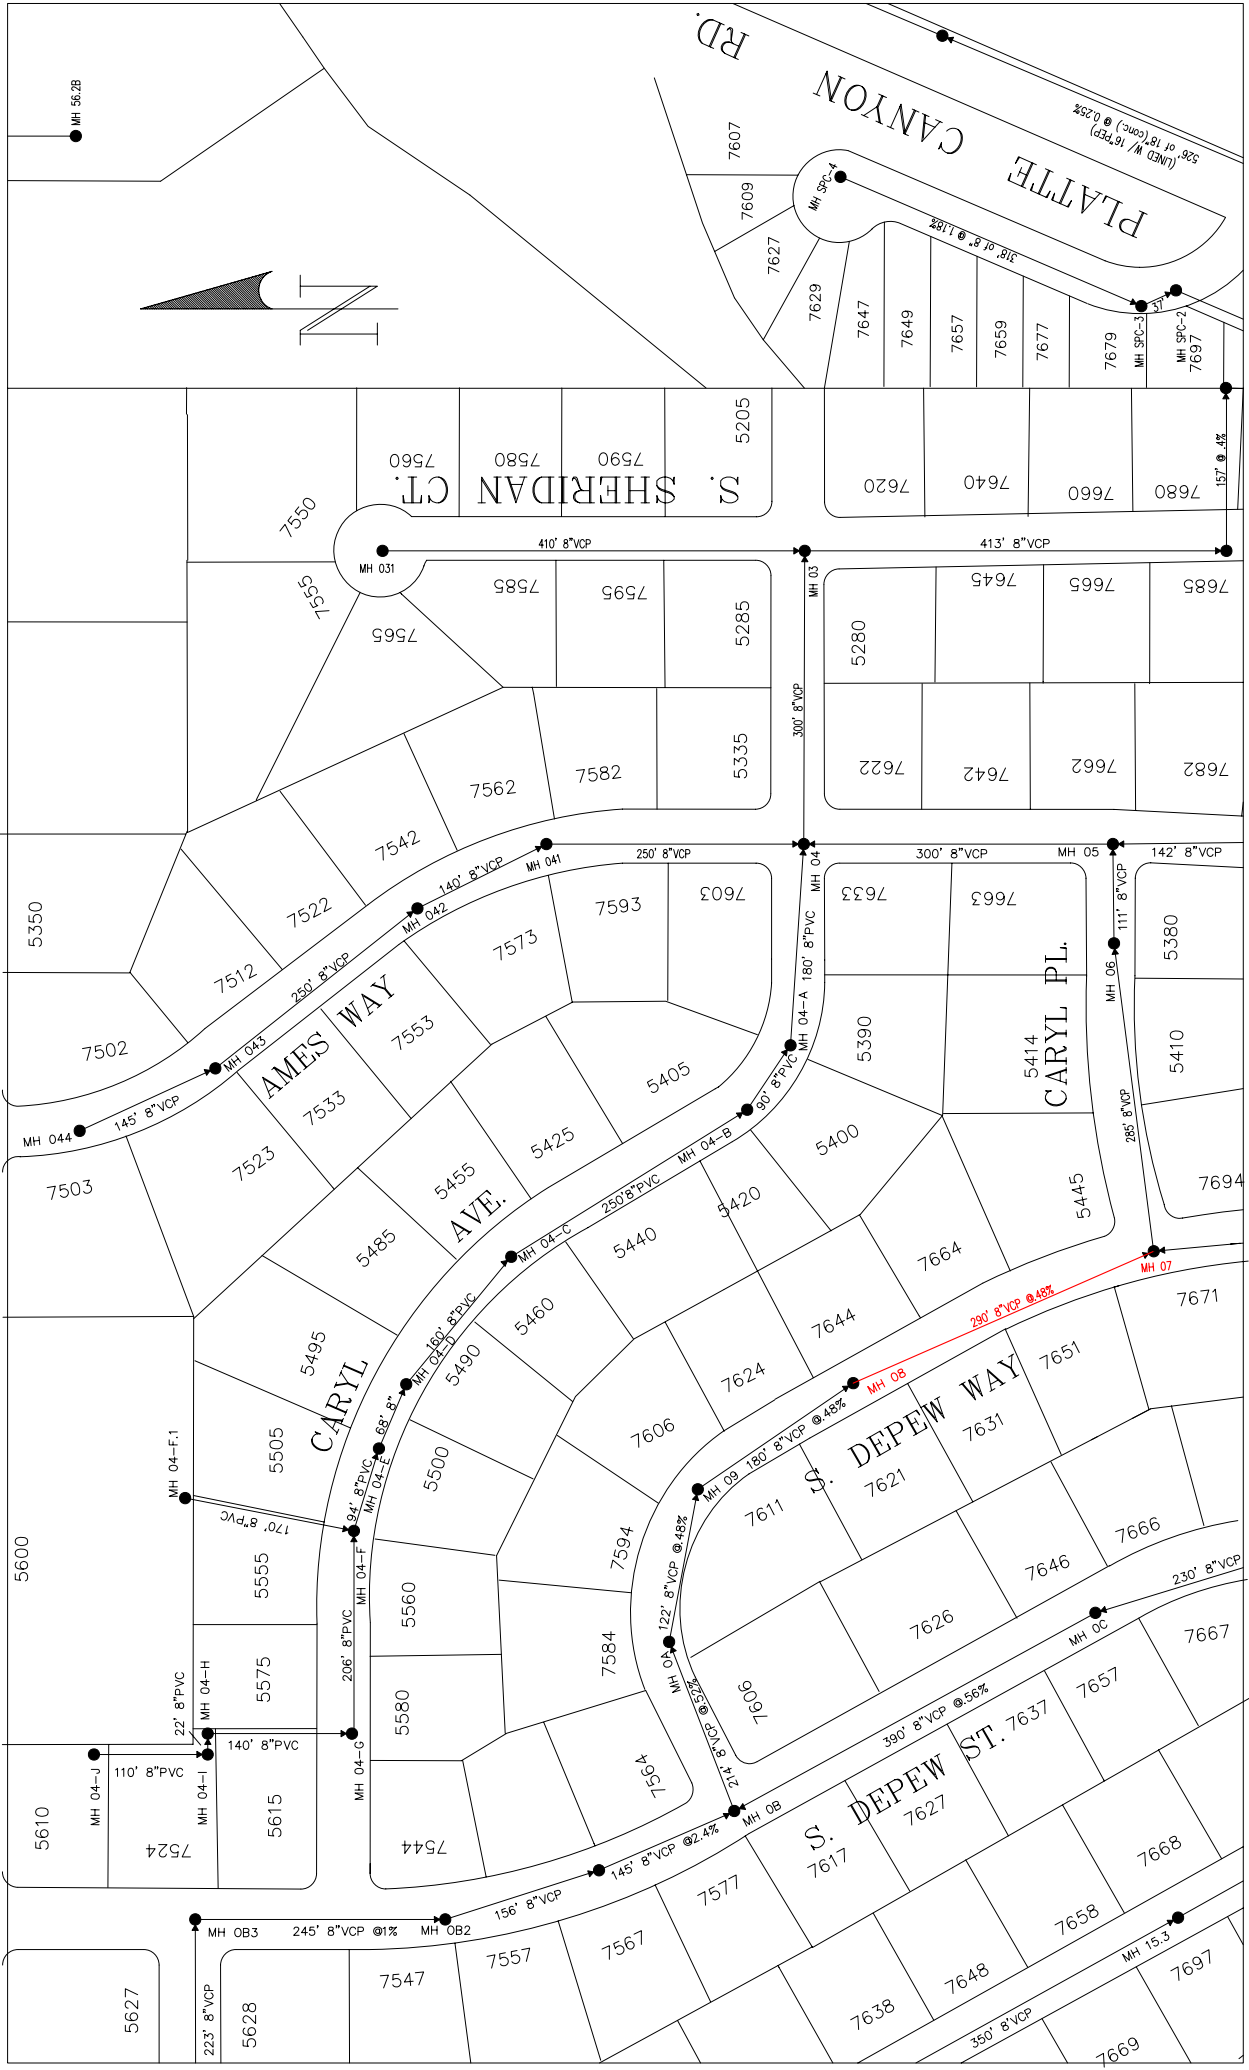 MH 56.2B
PLATTE CANYON RD.
526' of 18"(conc.) @ 0.25%
(LINED W/ 16"PEP)
N
7607
7609
7627
7629
MH SPC-4
318' of 8" @ 1.18%
7647
7649
7657
7659
7677
7679
MH SPC-3
37'
MH SPC-2
7697
157' @ .4%
5205
7560
7580
7590
S. SHERIDAN CT.
7620
7640
7660
7680
7550
7555
7565
MH 031
410' 8"VCP
413' 8"VCP
MH 03
7585
7595
5285
5280
7645
7665
7685
300' 8"VCP
5335
7562
7582
7542
7522
7512
7502
5350
7622
7642
7662
7682
MH 041
250' 8"VCP
140' 8"VCP
MH 042
250' 8"VCP
MH 04
300' 8"VCP
MH 05
142' 8"VCP
111' 8"VCP
MH 06
7603
7593
7573
7553
7533
7523
7503
AMES WAY
MH 043
145' 8"VCP
MH 044
7633
7663
5390
5414
CARYL PL.
5380
5410
180' 8"PVC
MH 04-A
90' 8"PVC
MH 04-B
5405
5425
5455
5485
5495
5505
5400
5420
5440
5460
5490
5500
250'8"PVC
MH 04-C
160' 8"PVC
MH 04-D
68' 8"
MH 04-E
94' 8"PVC
CARYL AVE.
285' 8"VCP
5445
7694
MH 07
290' 8"VCP @.48%
MH 08
7671
7651
7631
7621
7611
7664
7644
7624
7606
7594
7584
7564
7544
S. DEPEW WAY
180' 8"VCP @.48%
MH 09
122' 8"VCP @.48%
MH 0A
214' 8"VCP @.52%
MH 04-F.1
170' 8"PVC
MH 04-F
5600
5555
5575
5560
5580
206' 8"PVC
22' 8"PVC
MH 04-H
140' 8"PVC
MH 04-G
MH 04-J
110' 8"PVC
MH 04-I
5610
7524
5615
7666
7646
7626
7606
230' 8"VCP
MH 0C
390' 8"VCP @.56%
MH 0B
S. DEPEW ST.
7667
7657
7637
7627
7617
7577
7567
7557
7547
145' 8"VCP @2.4%
156' 8"VCP
MH 0B2
245' 8"VCP @1%
MH 0B3
223' 8"VCP
5627
5628
7668
7658
7648
7638
MH 15.3
350' 8"VCP
7697
7669